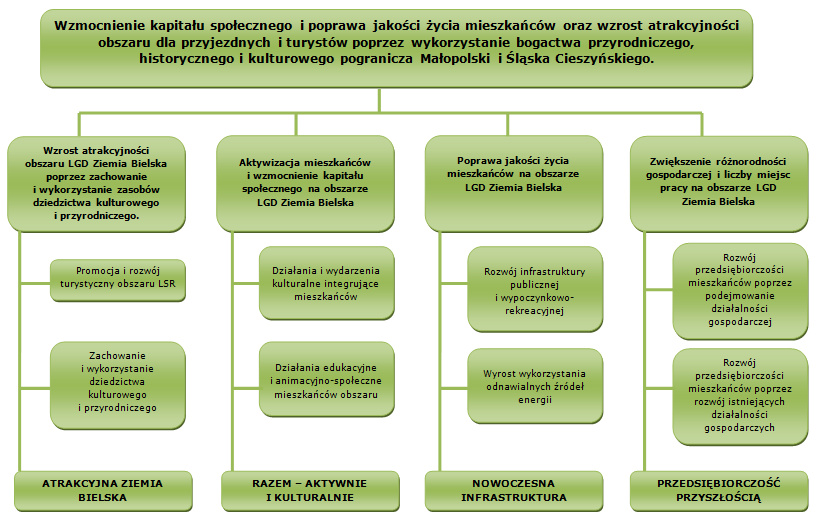 Wzmocnienie kapitału społecznego i poprawa jakości życia mieszkańców oraz wzrost atrakcyjności
obszaru dla przyjezdnych i turystów poprzez wykorzystanie bogactwa przyrodniczego,
historycznego i kulturowego pogranicza Małopolski i Śląska Cieszyńskiego.
Wzrost atrakcyjności
obszaru LGD Ziemia Bielska
poprzez zachowanie
i wykorzystanie zasobów
dziedzictwa kulturowego
i przyrodniczego.
Promocja i rozwój
turystyczny obszaru LSR
Zachowanie
i wykorzystanie
dziedzictwa
kulturowego
i przyrodniczego
ATRAKCYJNA ZIEMIA
BIELSKA
Aktywizacja mieszkańców
i wzmocnienie kapitału
społecznego na obszarze
LGD Ziemia Bielska
Działania i wydarzenia
kulturalne integrujące
mieszkańców
Działania edukacyjne
i animacyjno-społeczne
mieszkańców obszaru
RAZEM – AKTYWNIE
I KULTURALNIE
Poprawa jakości życia
mieszkańców na obszarze
LGD Ziemia Bielska
Rozwój infrastruktury
publicznej
i wypoczynkowo-
rekreacyjnej
Wyrost wykorzystania
odnawialnych źródeł
energii
NOWOCZESNA
INFRASTRUKTURA
Zwiększenie różnorodności
gospodarczej i liczby miejsc
pracy na obszarze LGD
Ziemia Bielska
Rozwój
przedsiębiorczości
mieszkańców poprzez
podejmowanie
działalności
gospodarczej
Rozwój
przedsiębiorczości
mieszkańców poprzez
rozwój istniejących
działalności
gospodarczych
PRZEDSIĘBIORCZOŚĆ
PRZYSZŁOŚCIĄ